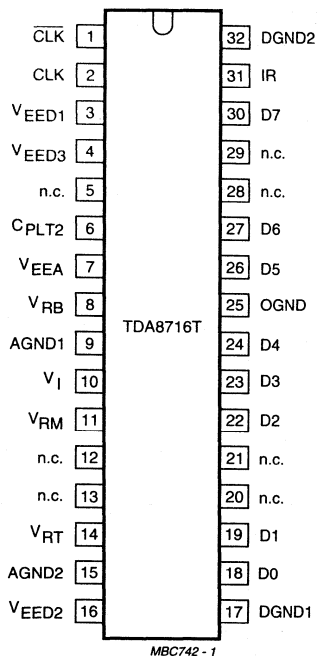 CLK 1 32 DGND2
CLK 2 31 IR
VEED1 3 30 D7
VEED3 4 29 n.c.
n.c. 5 28 n.c.
CPLT2 6 27 D6
VEEA 7 26 D5
VRB 8 25 OGND
TDA8716T
AGND1 9 24 D4
VI 10 23 D3
VRM 11 22 D2
n.c. 12 21 n.c.
n.c. 13 20 n.c.
VRT 14 19 D1
AGND2 15 18 D0
VEED2 16 17 DGND1
MBC742 - 1